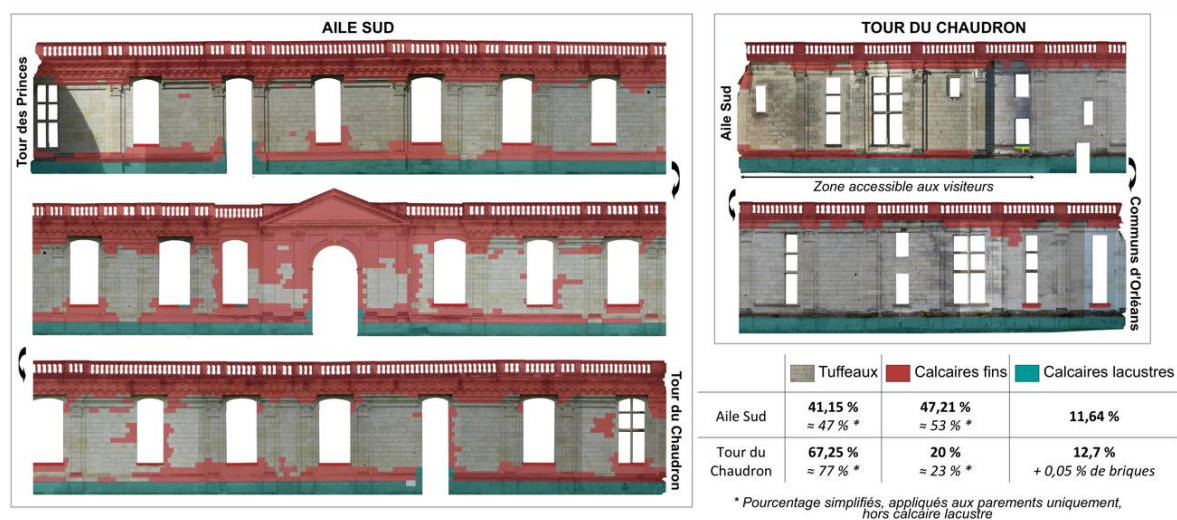 AILE SUD
Tour des Princes
Tour du Chaudron
TOUR DU CHAUDRON
Aile Sud
Zone accessible aux visiteurs
Communs d'Orléans
Tuffeaux Calcaires fins Calcaires lacustres
Aile Sud 41,15 % 47,21 % 11,64 %
≈ 47 % * ≈ 53 % *
Tour du Chaudron 67,25 % 20 % 12,7 %
≈ 77 % * ≈ 23 % * + 0,05 % de briques
* Pourcentage simplifiés, appliqués aux parements uniquement,
hors calcaire lacustre